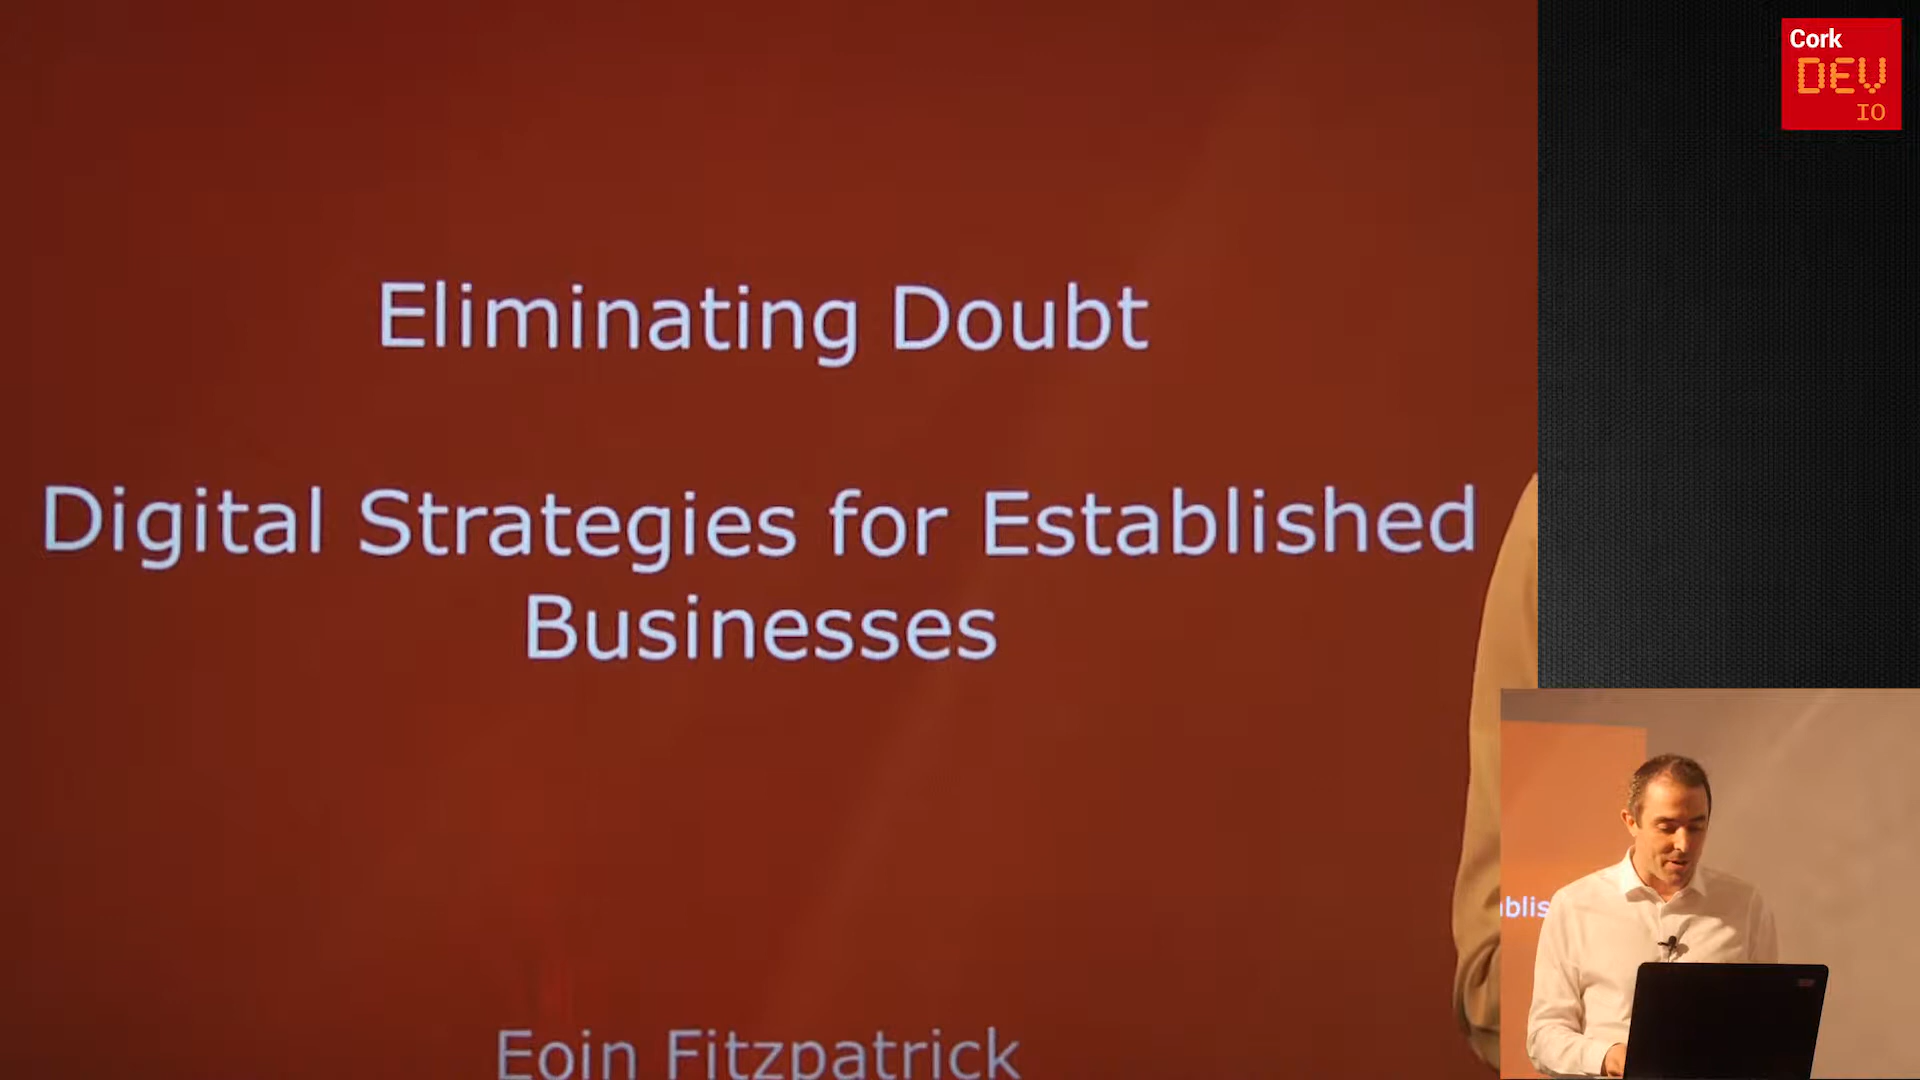 Eliminating Doubt
Digital Strategies for Established
Businesses
Eoin Fitzpatrick
Cork
DEV
IO